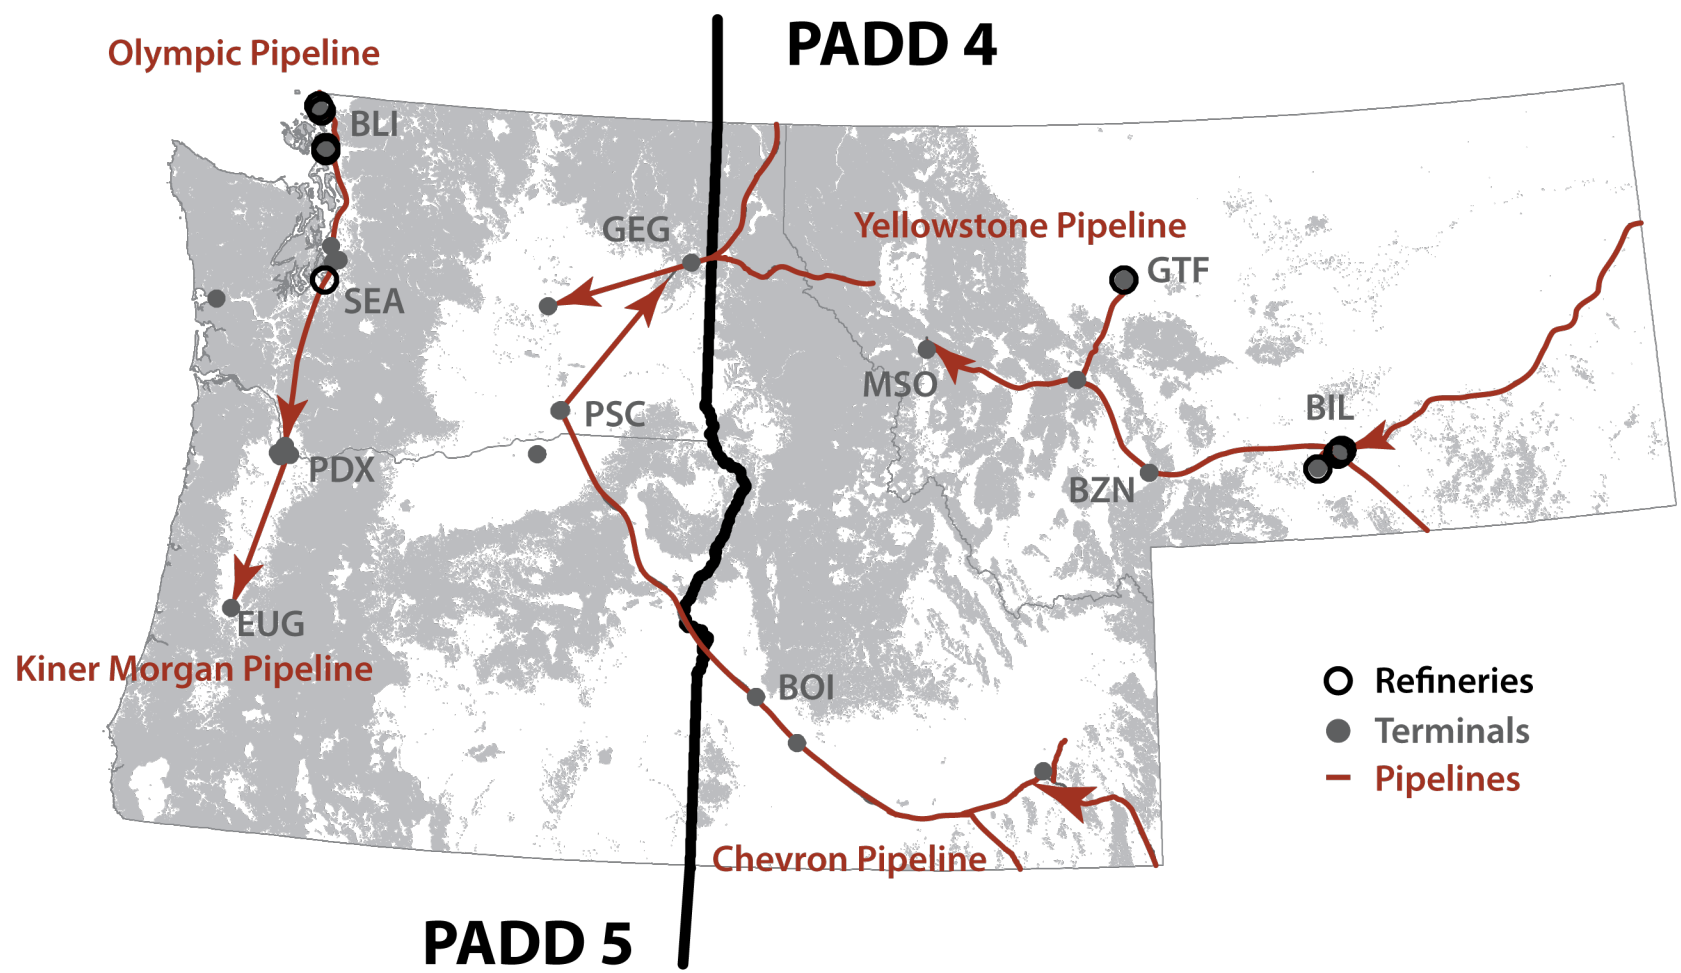 PADD 4
Olympic Pipeline
BLI
GEG
Yellowstone Pipeline
GTF
SEA
MSO
BIL
PSC
PDX
BZN
EUG
Kiner Morgan Pipeline
BOI
Refineries
Terminals
Pipelines
Chevron Pipeline
PADD 5